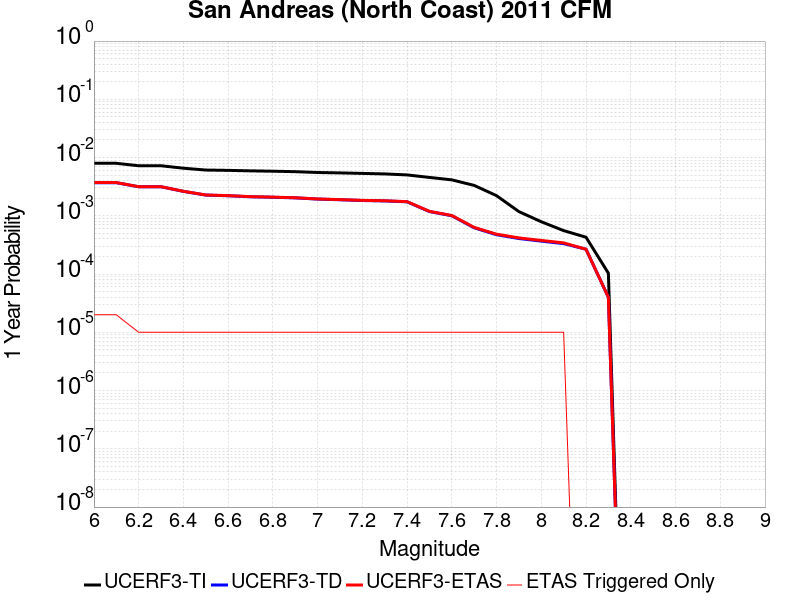 San Andreas (North Coast) 2011 CFM
10^0
10^-1
10^-2
10^-3
10^-4
10^-5
10^-6
10^-7
10^-8
1 Year Probability
6 6.2 6.4 6.6 6.8 7 7.2 7.4 7.6 7.8 8 8.2 8.4 8.6 8.8 9
Magnitude
UCERF3-TI UCERF3-TD UCERF3-ETAS ETAS Triggered Only